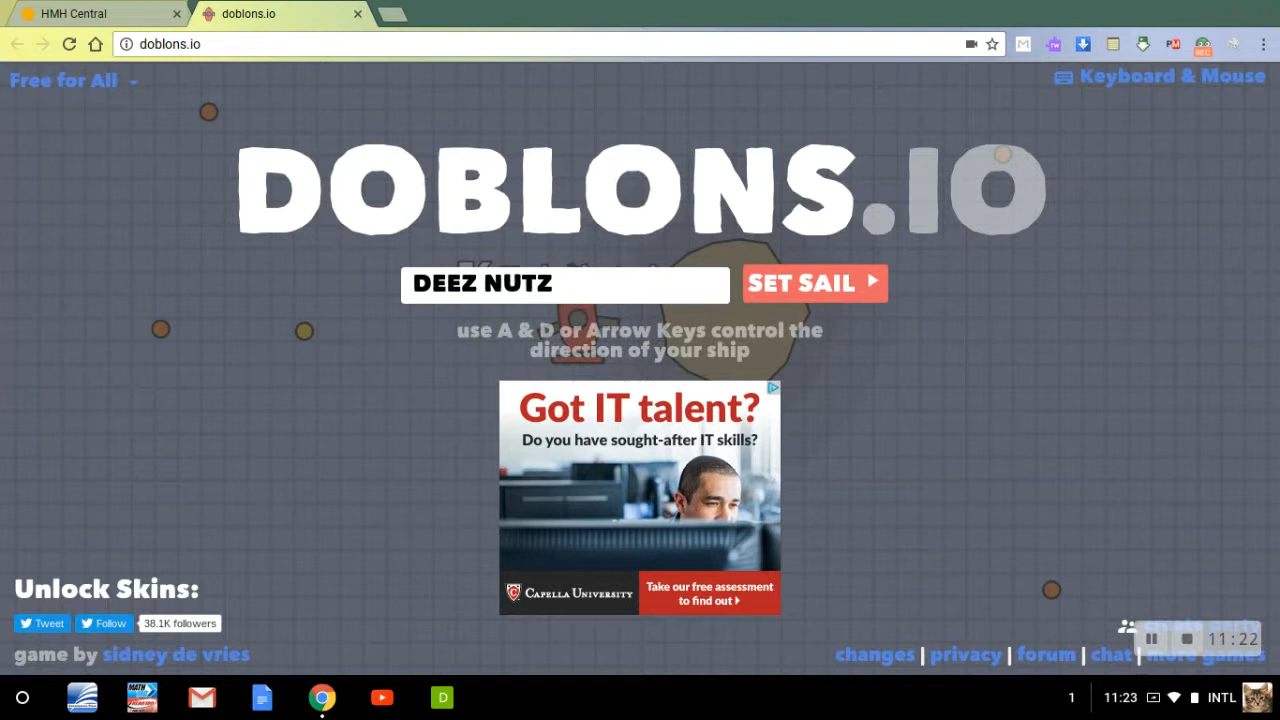 HMH Central
doblons.io
doblons.io
REC
Free for All
Keyboard & Mouse
DOBLONS.IO
DEEZ NUTZ
SET SAIL
use A & D or Arrow Keys control the
direction of your ship
Got IT talent?
Do you have sought-after IT skills?
CAPELLA UNIVERSITY
Take our free assessment
to find out
Unlock Skins:
Tweet
Follow
38.1K followers
create party
11:22
game by sidney de vries
changes | privacy | forum | chat | more games
D
1
11:23
INTL